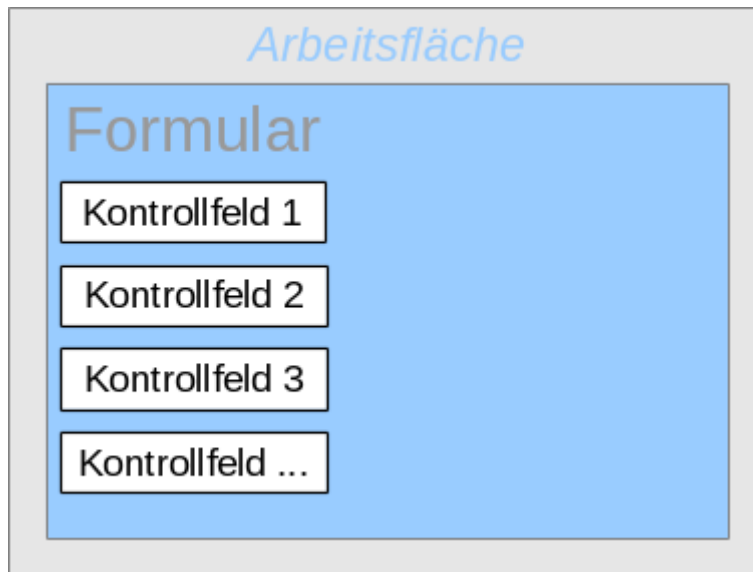 Arbeitsfläche
Formular
Kontrollfeld 1
Kontrollfeld 2
Kontrollfeld 3
Kontrollfeld ...